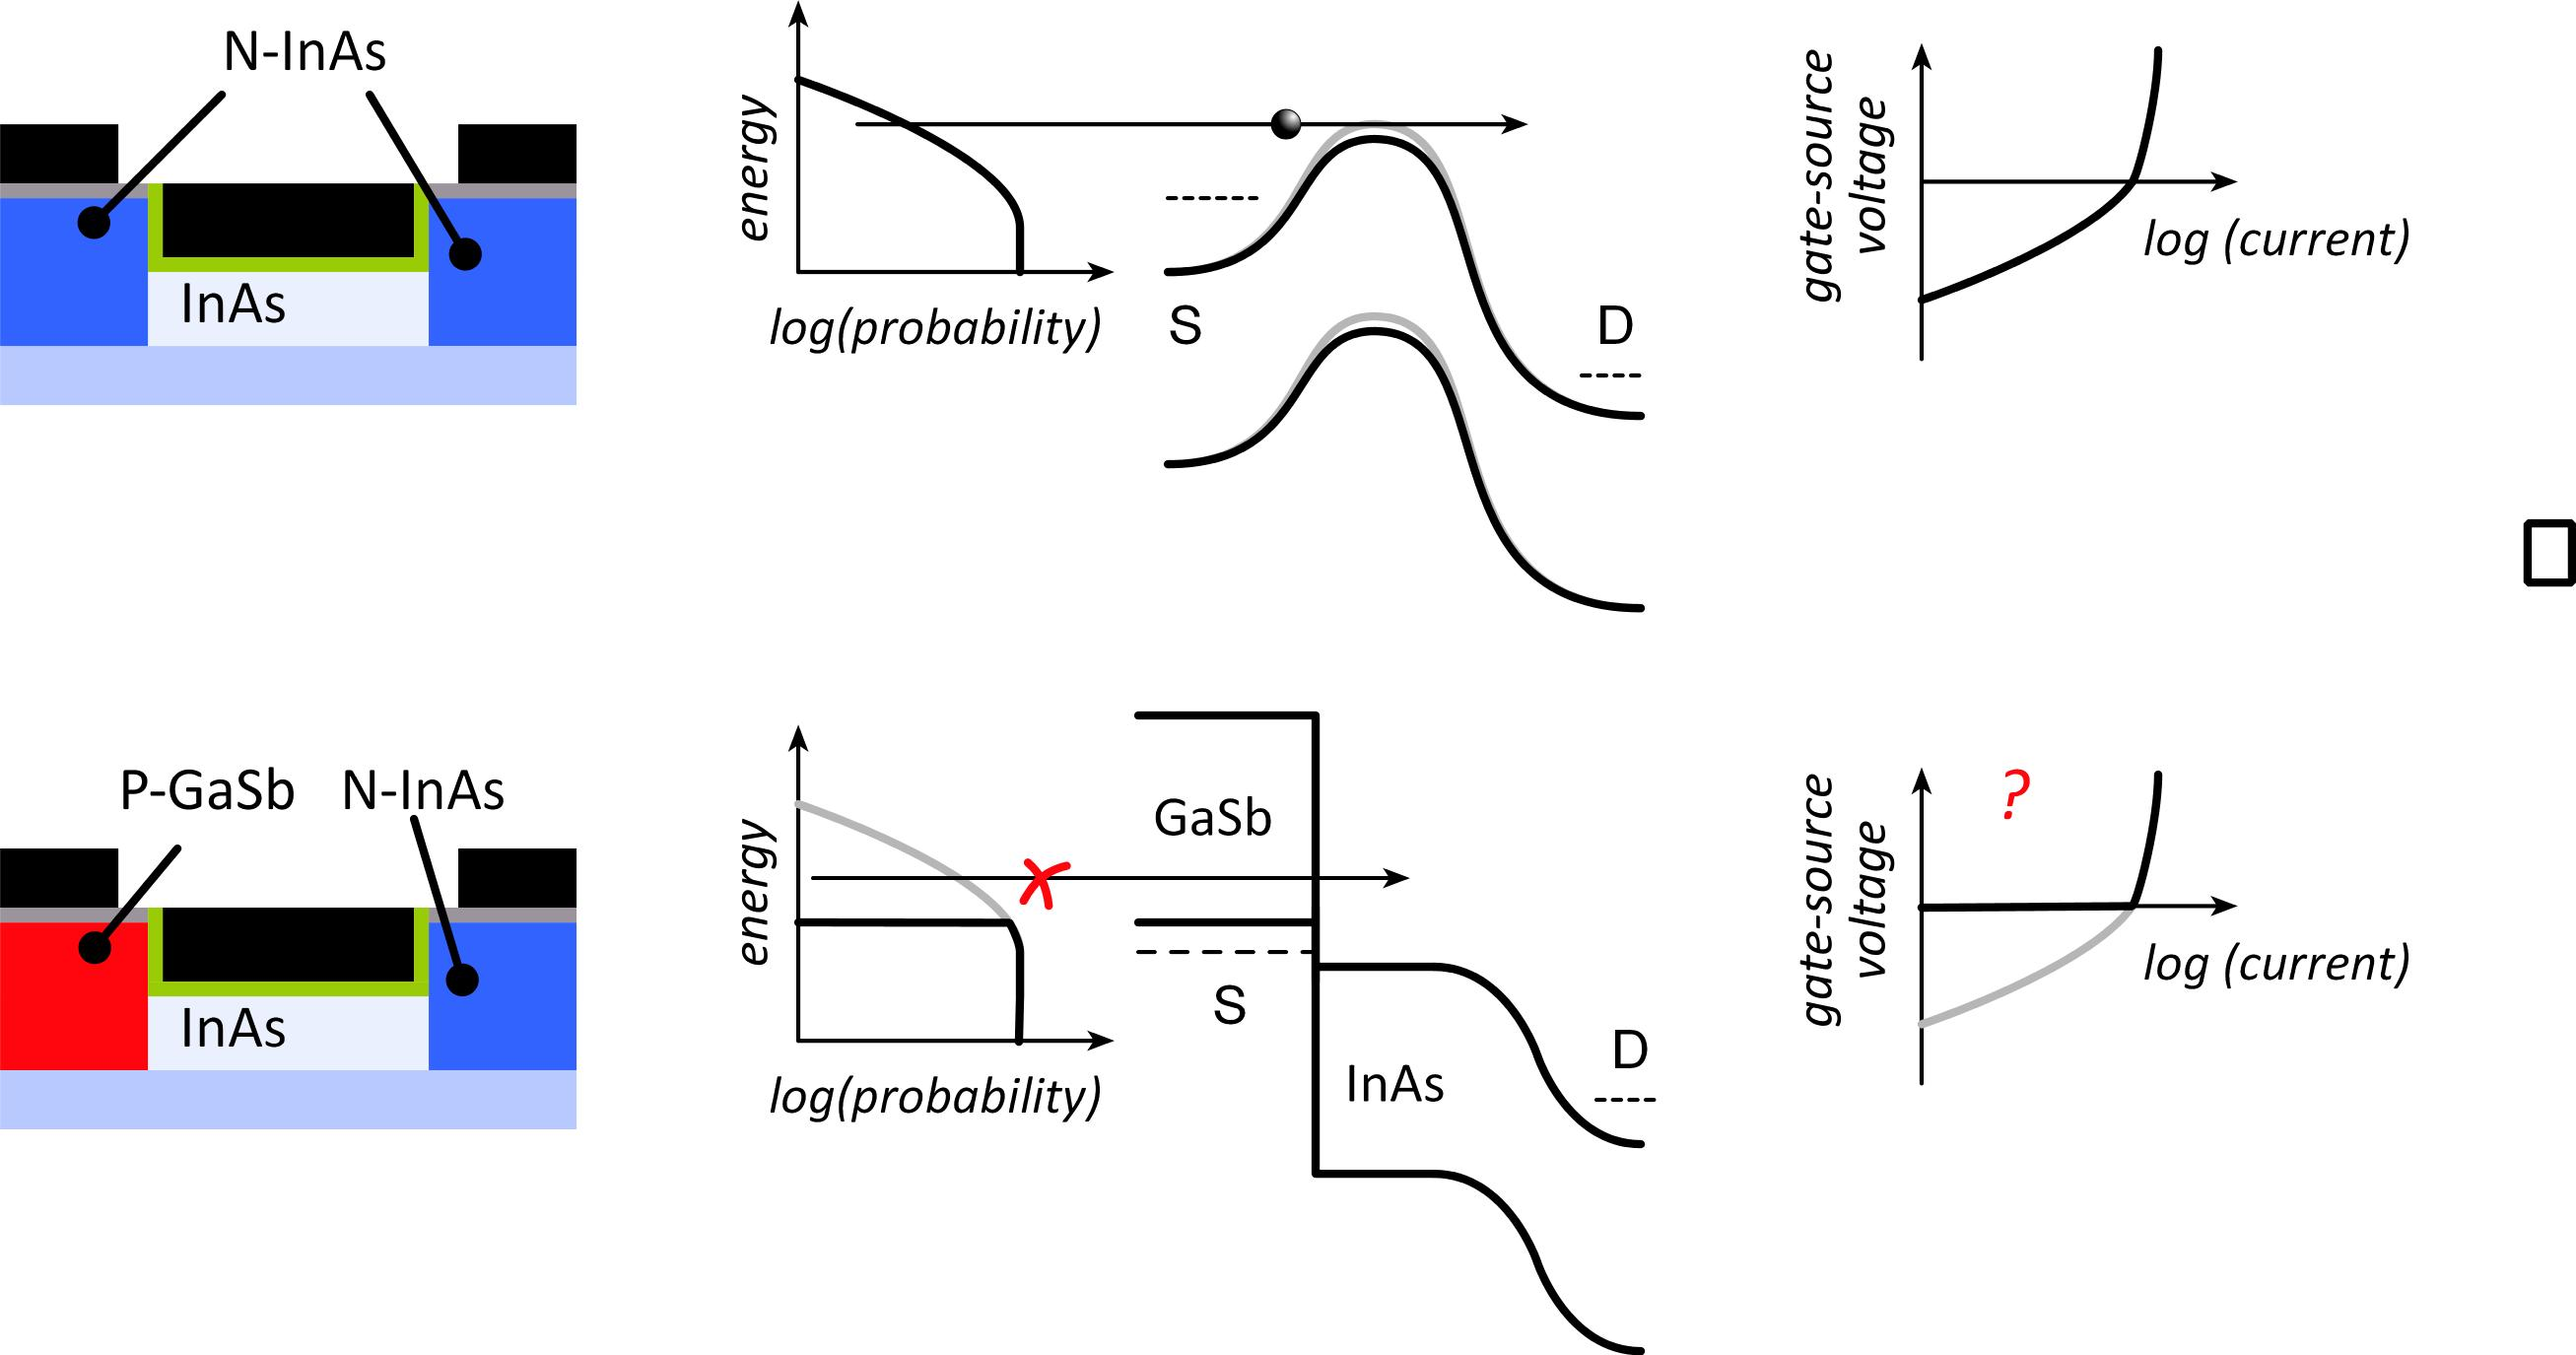 N-InAs
InAs
energy
log(probability)
S
D
gate-source
voltage
log (current)
P-GaSb N-InAs
InAs
energy
log(probability)
GaSb
S
InAs
D
?
gate-source
voltage
log (current)